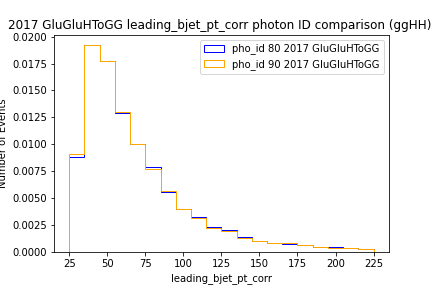 2017 GluGluHToGG leading_bjet_pt_corr photon ID comparison (ggHH)
0.0200
0.0175
0.0150
0.0125
0.0100
0.0075
0.0050
0.0025
0.0000
Number of Events
pho_id 80 2017 GluGluHToGG
pho_id 90 2017 GluGluHToGG
25 50 75 100 125 150 175 200 225
leading_bjet_pt_corr